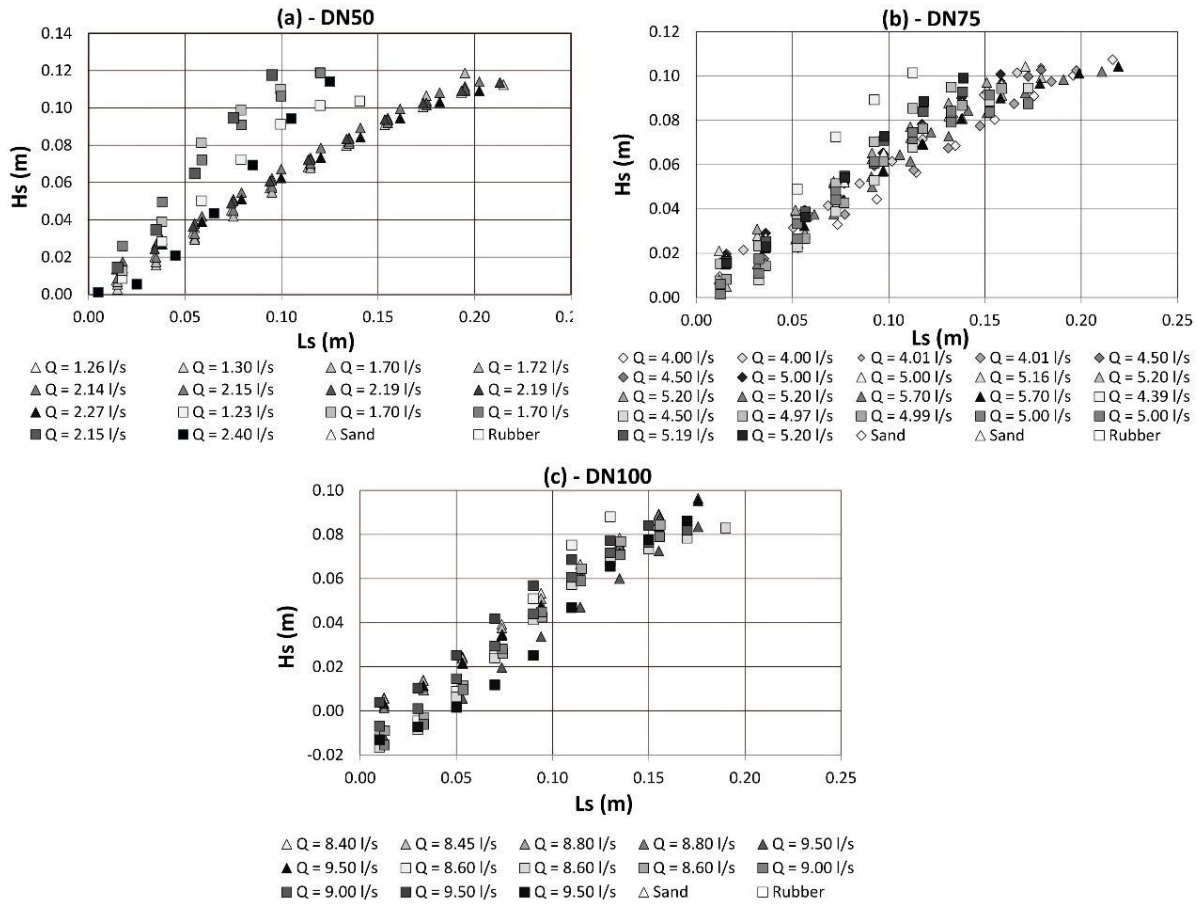 (a) - DN50
Hs (m)
0.14
0.12
0.10
0.08
0.06
0.04
0.02
0.00
0.00 0.05 0.10 0.15 0.20 0.2
Ls (m)
Q = 1.26 l/s Q = 1.30 l/s Q = 1.70 l/s Q = 1.72 l/s
Q = 2.14 l/s Q = 2.15 l/s Q = 2.19 l/s Q = 2.19 l/s
Q = 2.27 l/s Q = 1.23 l/s Q = 1.70 l/s Q = 1.70 l/s
Q = 2.15 l/s Q = 2.40 l/s Sand Rubber
(b) - DN75
Hs (m)
0.12
0.10
0.08
0.06
0.04
0.02
0.00
0.00 0.05 0.10 0.15 0.20 0.25
Ls (m)
Q = 4.00 l/s Q = 4.00 l/s Q = 4.01 l/s Q = 4.01 l/s Q = 4.50 l/s
Q = 4.50 l/s Q = 5.00 l/s Q = 5.00 l/s Q = 5.16 l/s Q = 5.20 l/s
Q = 5.20 l/s Q = 5.20 l/s Q = 5.70 l/s Q = 5.70 l/s Q = 4.39 l/s
Q = 4.50 l/s Q = 4.97 l/s Q = 4.99 l/s Q = 5.00 l/s Q = 5.00 l/s
Q = 5.19 l/s Q = 5.20 l/s Sand Sand Rubber
(c) - DN100
Hs (m)
0.10
0.08
0.06
0.04
0.02
0.00
-0.02
0.00 0.05 0.10 0.15 0.20 0.25
Ls (m)
Q = 8.40 l/s Q = 8.45 l/s Q = 8.80 l/s Q = 8.80 l/s Q = 9.50 l/s
Q = 9.50 l/s Q = 8.60 l/s Q = 8.60 l/s Q = 8.60 l/s Q = 9.00 l/s
Q = 9.00 l/s Q = 9.50 l/s Q = 9.50 l/s Sand Rubber